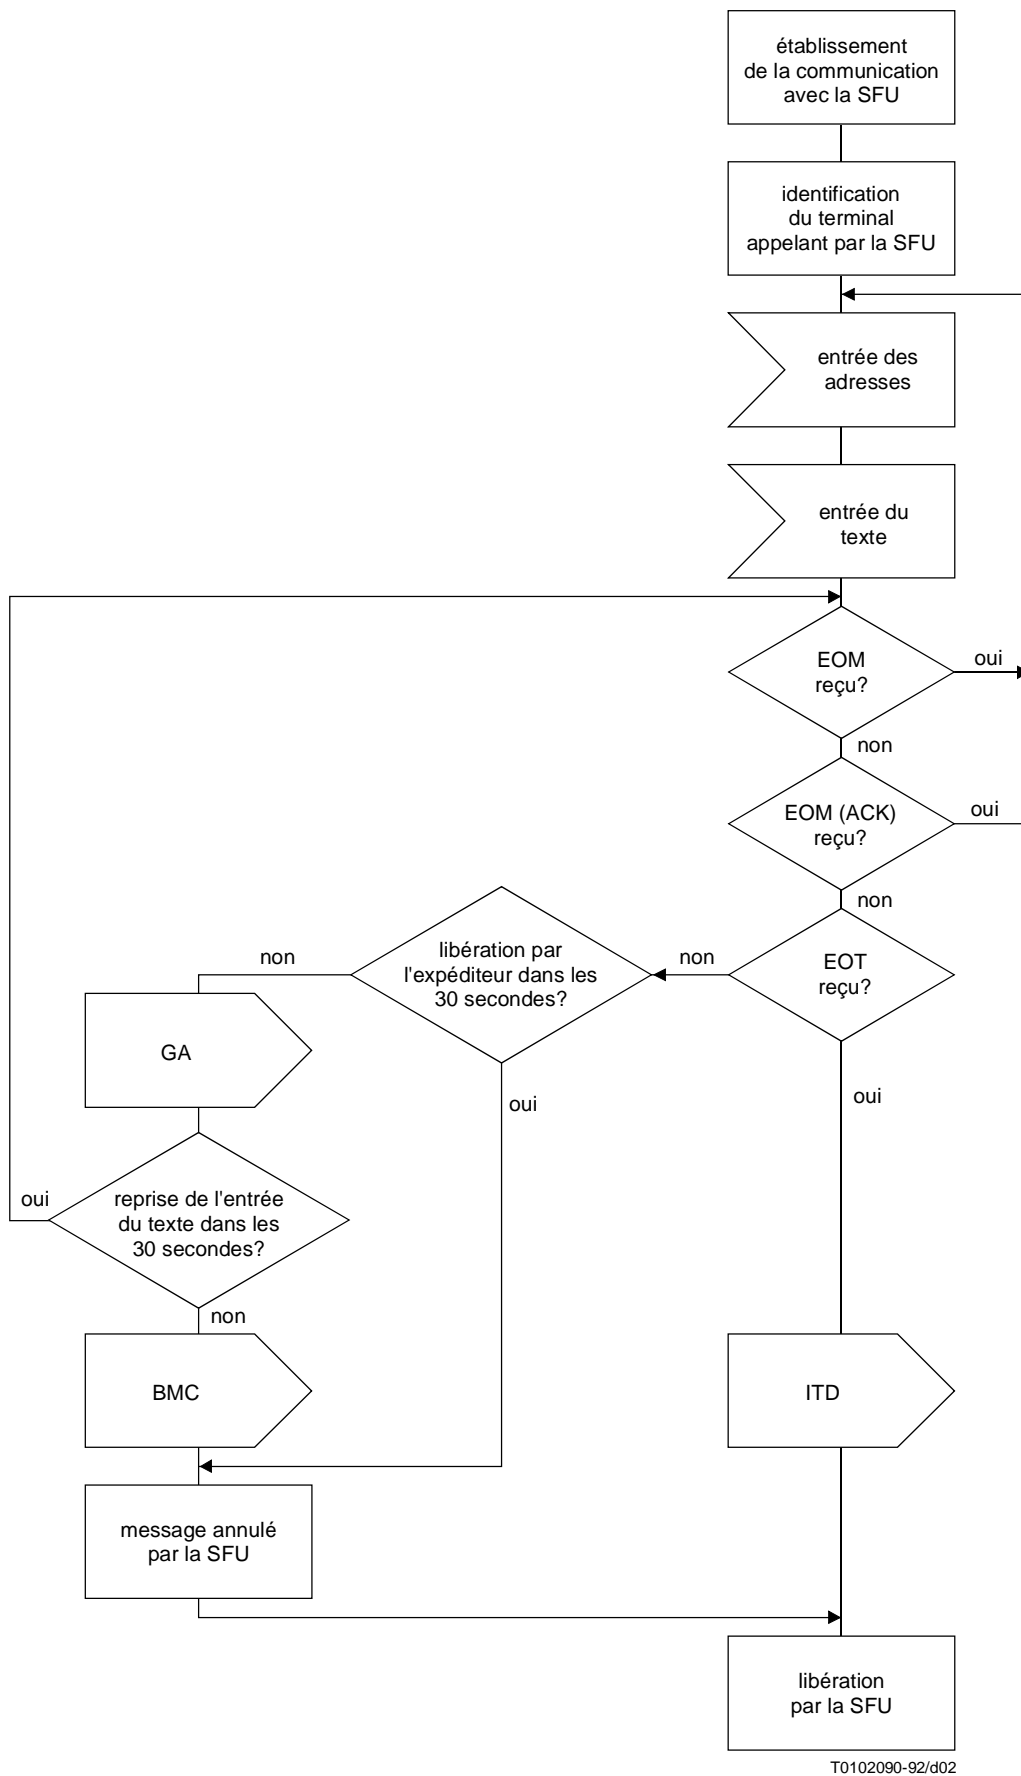 établissement
de la communication
avec la SFU
identification
du terminal
appelant par la SFU
entrée des
adresses
entrée du
texte
EOM
reçu?
oui
non
EOM (ACK)
reçu?
oui
non
EOT
reçu?
non
libération par
l'expéditeur dans les
30 secondes?
non
GA
oui
oui
reprise de l'entrée
du texte dans les
30 secondes?
oui
non
BMC
ITD
message annulé
par la SFU
libération
par la SFU
T0102090-92/d02